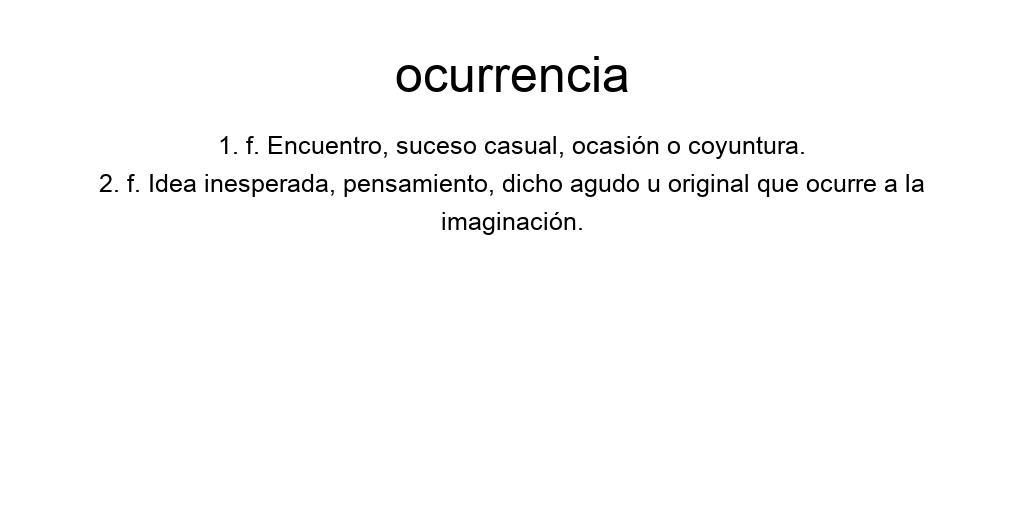 ocurrencia
1. f. Encuentro, suceso casual, ocasión o coyuntura.
2. f. Idea inesperada, pensamiento, dicho agudo u original que ocurre a la
imaginación.